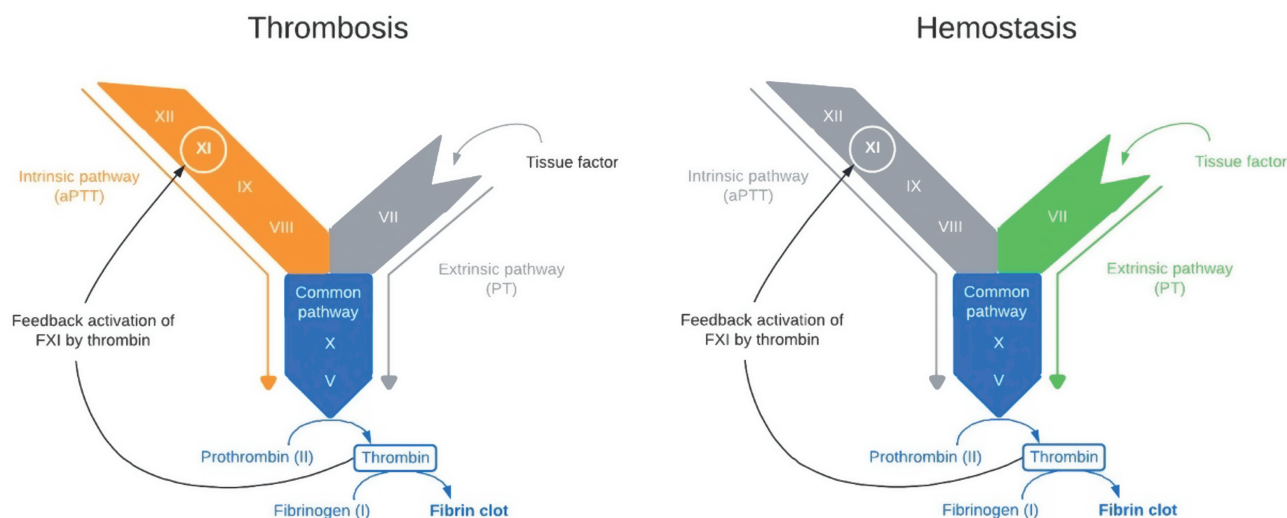 Thrombosis
XII
XI
Tissue factor
Intrinsic pathway
(aPTT)
IX
VIII
VII
Extrinsic pathway
(PT)
Common
pathway
X
V
Feedback activation of
FXI by thrombin
Prothrombin (II)
Thrombin
Fibrinogen (I)
Fibrin clot
Hemostasis
XII
XI
Tissue factor
Intrinsic pathway
(aPTT)
IX
VIII
VII
Extrinsic pathway
(PT)
Common
pathway
X
V
Feedback activation of
FXI by thrombin
Prothrombin (II)
Thrombin
Fibrinogen (I)
Fibrin clot